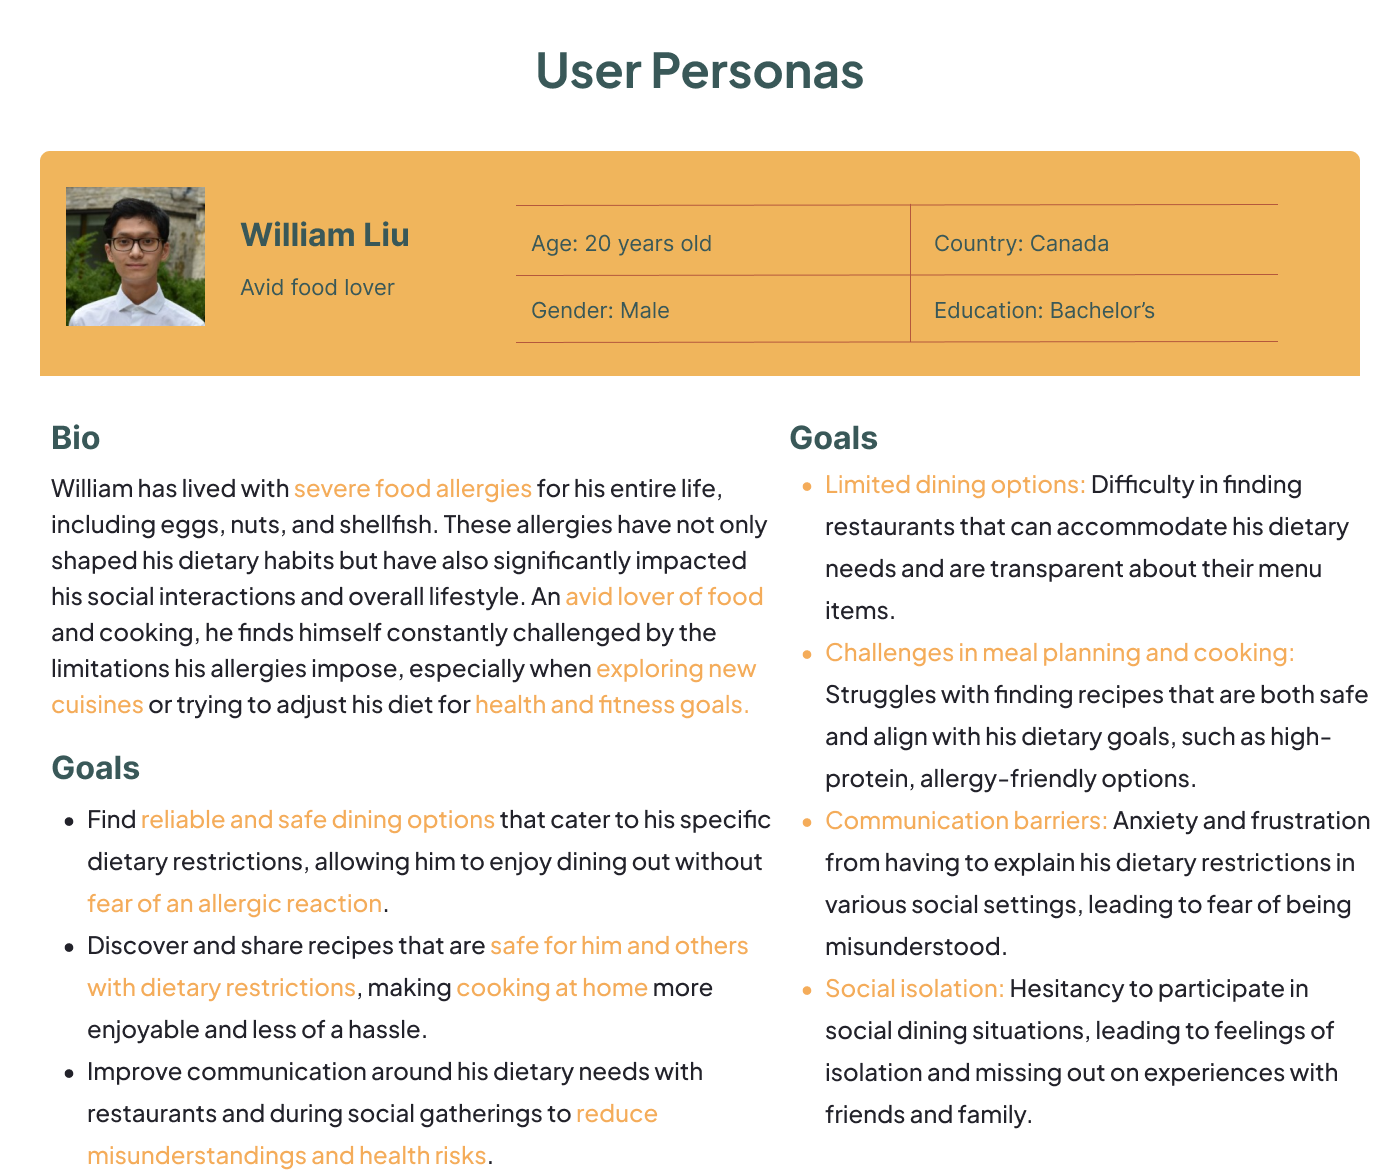 User Personas
William Liu
Avid food lover
Age: 20 years old
Country: Canada
Gender: Male
Education: Bachelor’s
Bio
William has lived with severe food allergies for his entire life,
including eggs, nuts, and shellfish. These allergies have not only
shaped his dietary habits but have also significantly impacted
his social interactions and overall lifestyle. An avid lover of food
and cooking, he finds himself constantly challenged by the
limitations his allergies impose, especially when exploring new
cuisines or trying to adjust his diet for health and fitness goals.
Goals
• Find reliable and safe dining options that cater to his specific
dietary restrictions, allowing him to enjoy dining out without
fear of an allergic reaction.
• Discover and share recipes that are safe for him and others
with dietary restrictions, making cooking at home more
enjoyable and less of a hassle.
• Improve communication around his dietary needs with
restaurants and during social gatherings to reduce
misunderstandings and health risks.
Goals
• Limited dining options: Difficulty in finding
restaurants that can accommodate his dietary
needs and are transparent about their menu
items.
• Challenges in meal planning and cooking:
Struggles with finding recipes that are both safe
and align with his dietary goals, such as high-
protein, allergy-friendly options.
• Communication barriers: Anxiety and frustration
from having to explain his dietary restrictions in
various social settings, leading to fear of being
misunderstood.
• Social isolation: Hesitancy to participate in
social dining situations, leading to feelings of
isolation and missing out on experiences with
friends and family.